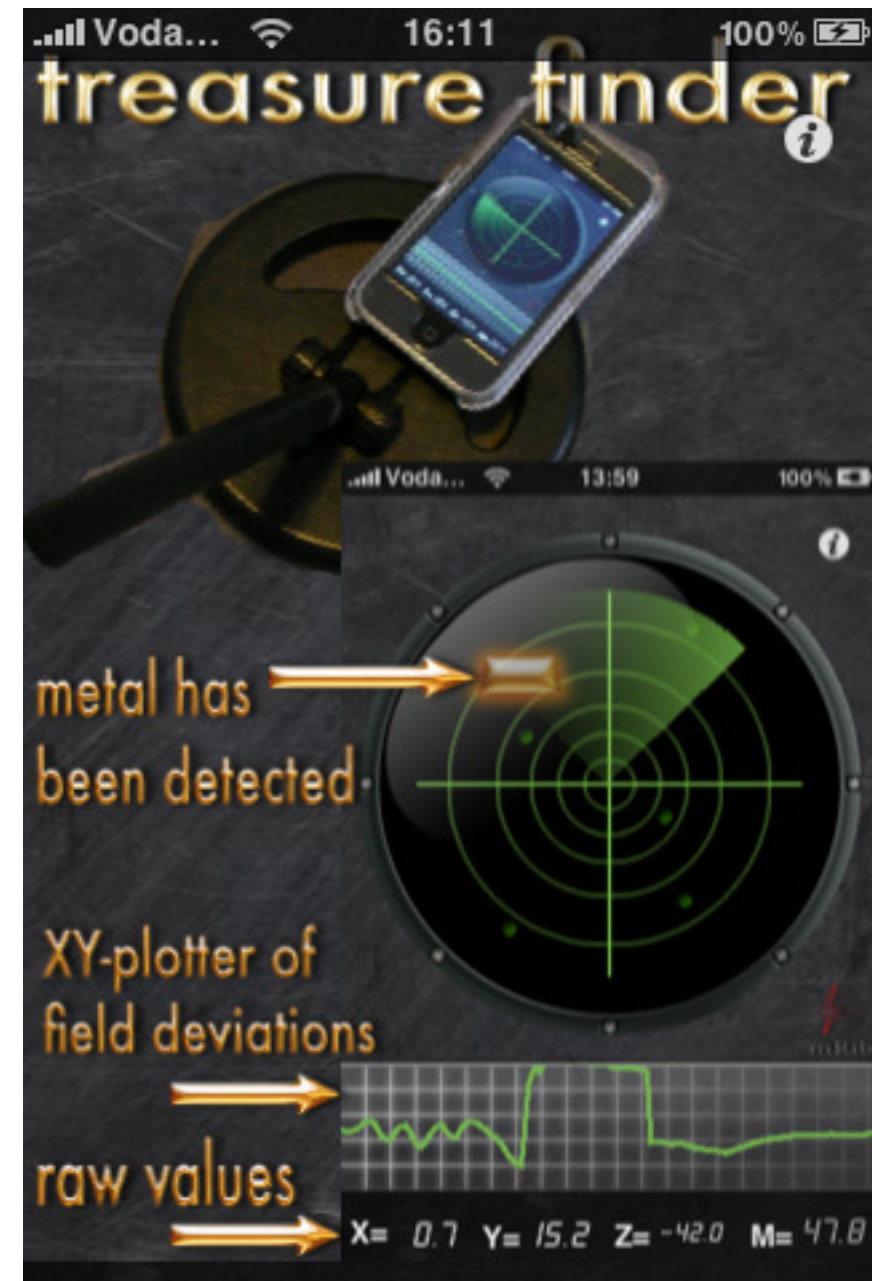 Voda... 16:11 100%
treasure finder
i
Voda... 13:59 100%
i
metal has
been detected
XY-plotter of
field deviations
raw values
X= 0.7 Y= 15.2 Z= -42.0 M= 47.8